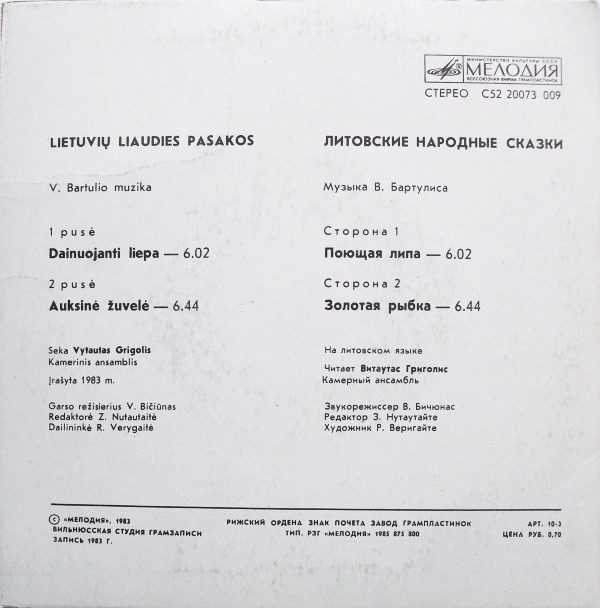 МИНИСТЕРСТВО КУЛЬТУРЫ СССР
МЕЛОДИЯ
ВСЕСОЮЗНАЯ ФИРМА ГРАМПЛАСТИНОК
СТЕРЕО С52 20073 009
LIETUVIŲ LIAUDIES PASAKOS
V. Bartulio muzika
1 pusė
Dainuojanti liepa — 6.02
2 pusė
Auksinė žuvelė — 6.44
Seka Vytautas Grigolis
Kamerinis ansamblis
Įrašyta 1983 m.
Garso režisierius V. Bičiūnas
Redaktorė Z. Nutautaitė
Dailininkė R. Verygaitė
ЛИТОВСКИЕ НАРОДНЫЕ СКАЗКИ
Музыка В. Бартулиса
Сторона 1
Поющая липа — 6.02
Сторона 2
Золотая рыбка — 6.44
На литовском языке
Читает Витаутас Григолис
Камерный ансамбль
Звукорежиссер В. Бичюнас
Редактор З. Нутаутайте
Художник Р. Веригайте
© «МЕЛОДИЯ», 1983
ВИЛЬНЮССКАЯ СТУДИЯ ГРАМЗАПИСИ
ЗАПИСЬ 1983 Г.
РИЖСКИЙ ОРДЕНА ЗНАК ПОЧЕТА ЗАВОД ГРАМПЛАСТИНОК
ТИП. РЗГ «МЕЛОДИЯ» 1985 875 800
АРТ. 10-3
ЦЕНА РУБ. 0,70